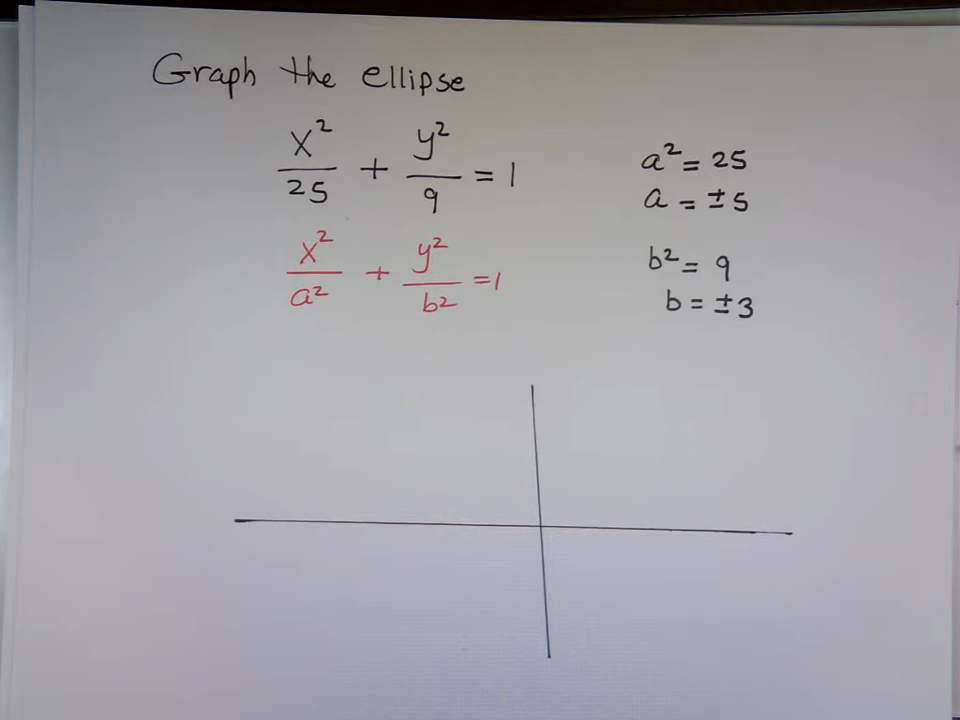 Graph the ellipse
x²/25 + y²/9 = 1
x²/a² + y²/b² = 1
a² = 25
a = ±5
b² = 9
b = ±3